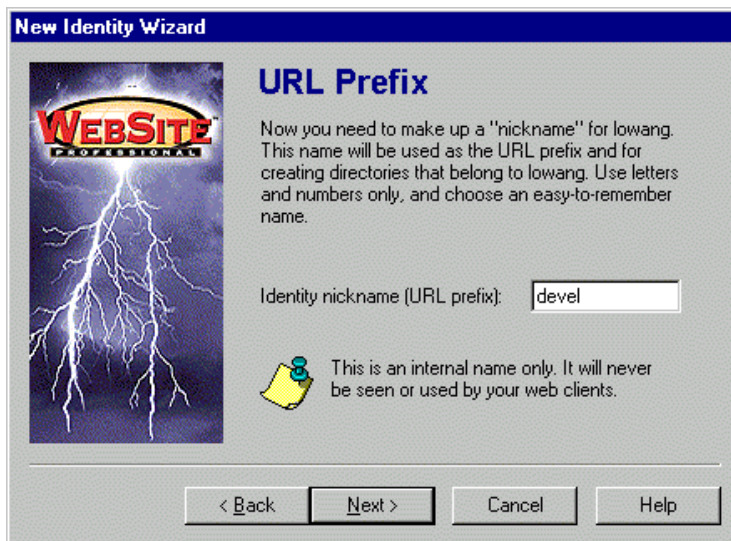 New Identity Wizard
WEBSITE
PROFESSIONAL
URL Prefix
Now you need to make up a "nickname" for lowang.
This name will be used as the URL prefix and for
creating directories that belong to lowang. Use letters
and numbers only, and choose an easy-to-remember
name.
Identity nickname (URL prefix): devel
This is an internal name only. It will never
be seen or used by your web clients.
< Back Next > Cancel Help